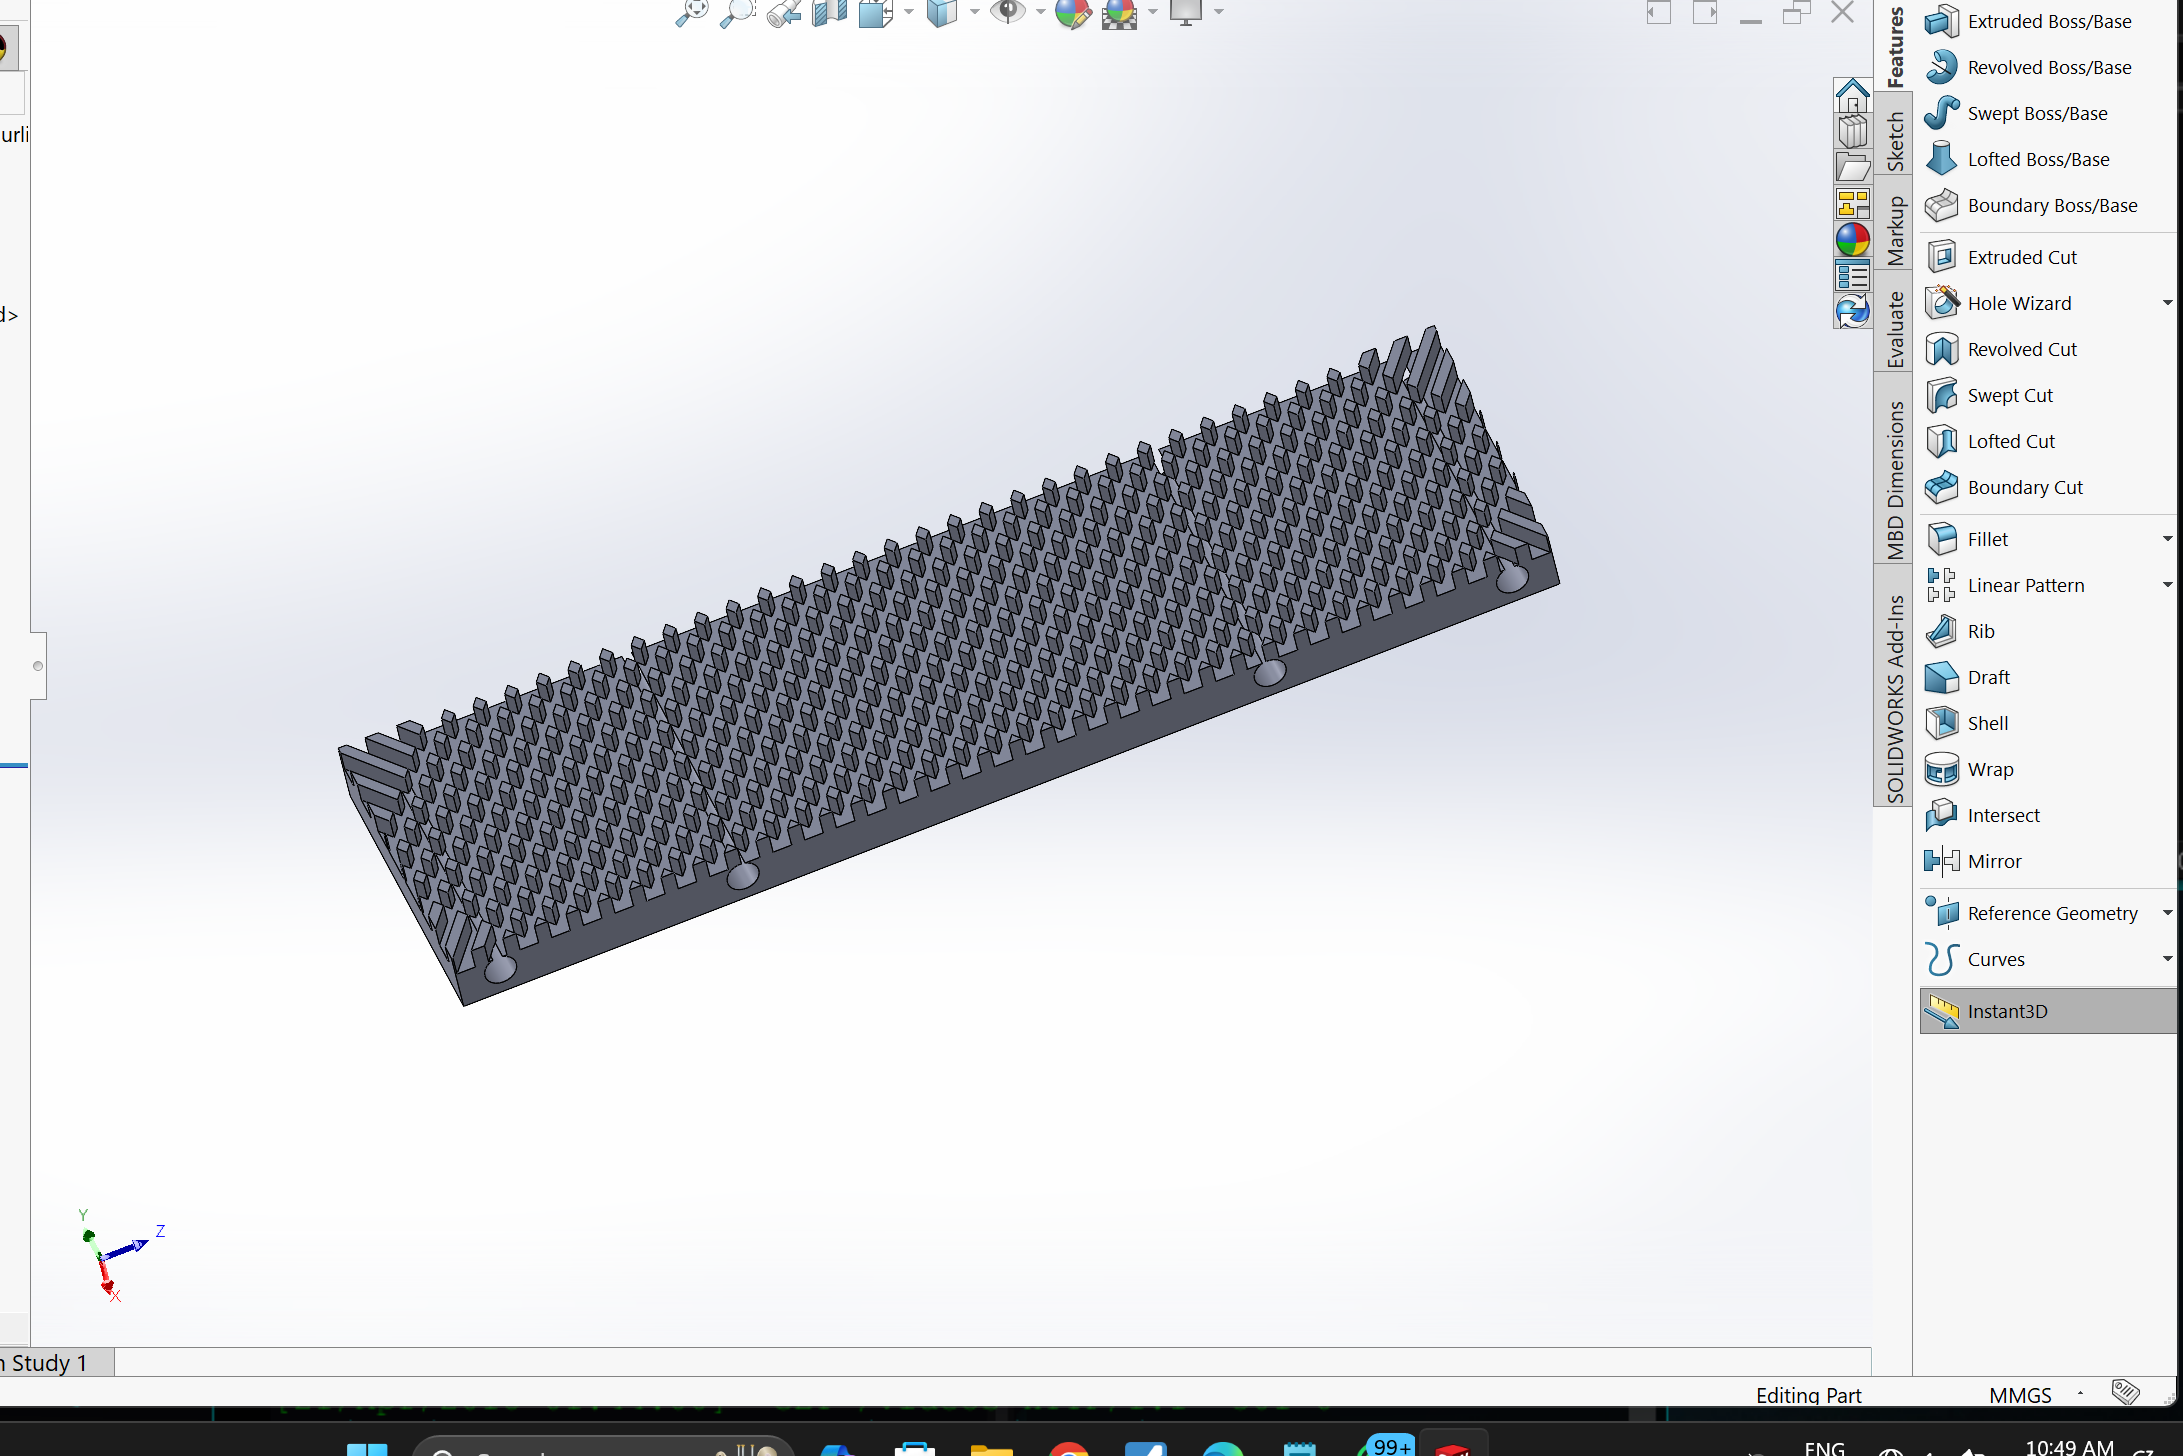 urli
d>
Features
Sketch
Markup
Evaluate
MBD Dimensions
SOLIDWORKS Add-Ins
Extruded Boss/Base
Revolved Boss/Base
Swept Boss/Base
Lofted Boss/Base
Boundary Boss/Base
Extruded Cut
Hole Wizard
Revolved Cut
Swept Cut
Lofted Cut
Boundary Cut
Fillet
Linear Pattern
Rib
Draft
Shell
Wrap
Intersect
Mirror
Reference Geometry
Curves
Instant3D
Y
Z
X
n Study 1
Editing Part
MMGS
99+
ENG
10:49 AM